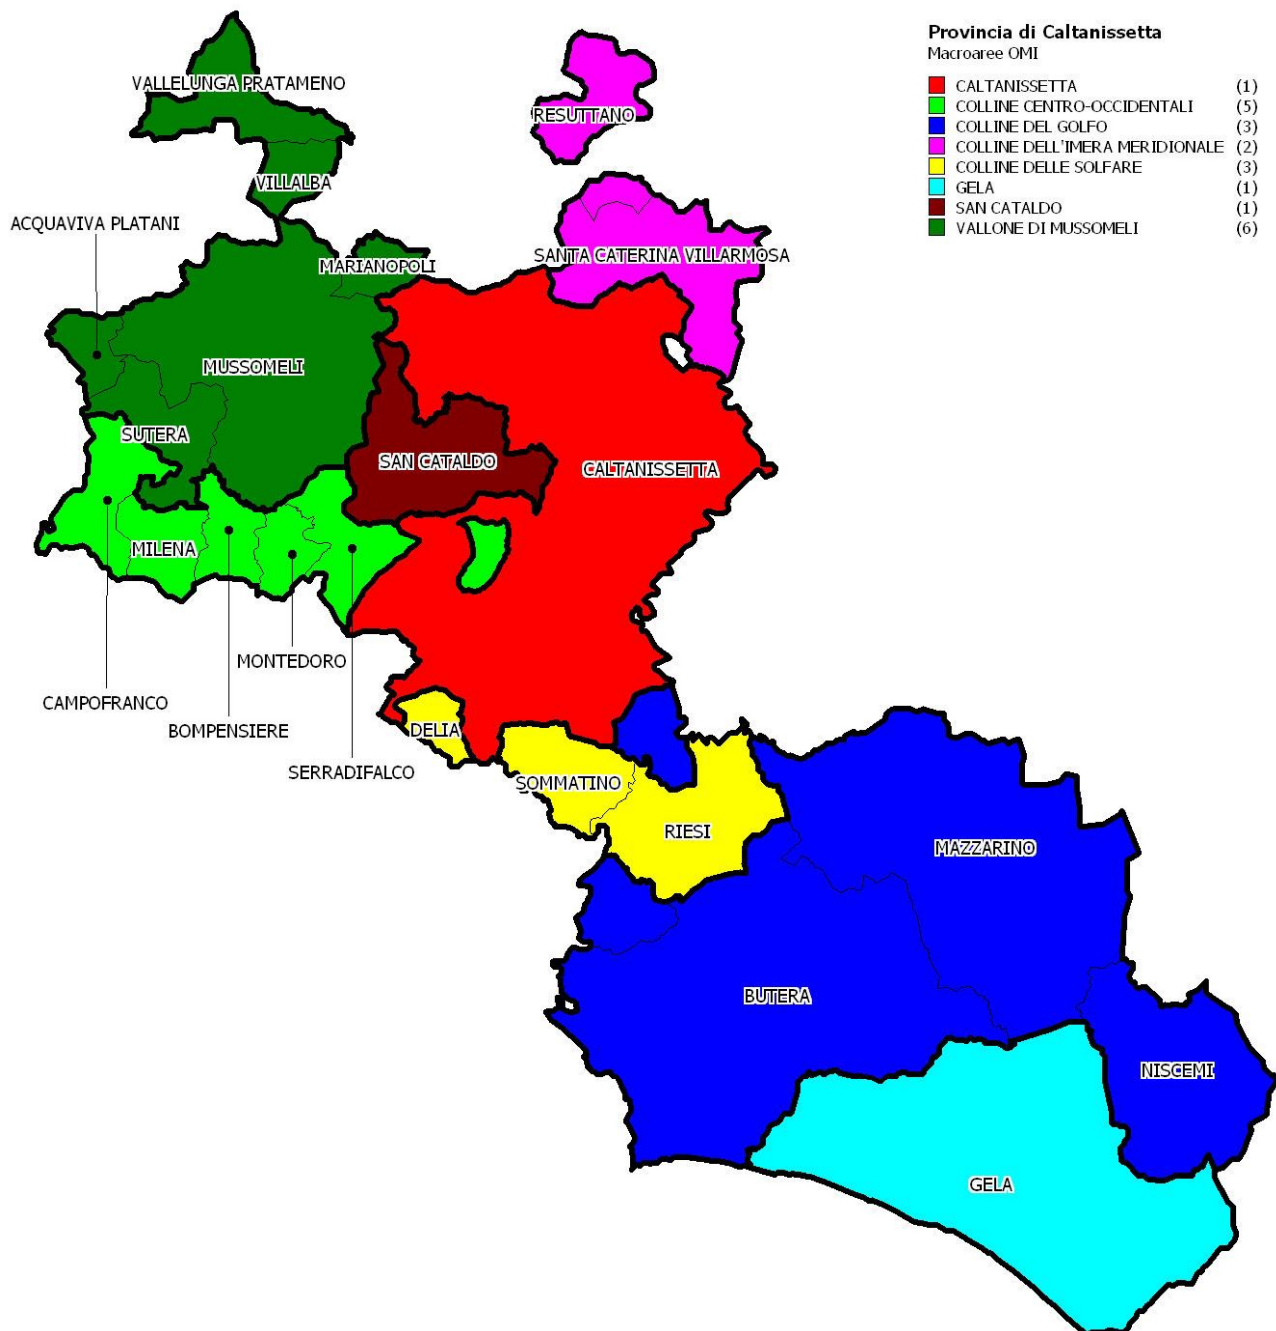 Provincia di Caltanissetta
Macroaree OMI
CALTANISSETTA (1)
COLLINE CENTRO-OCCIDENTALI (5)
COLLINE DEL GOLFO (3)
COLLINE DELL'IMERA MERIDIONALE (2)
COLLINE DELLE SOLFARE (3)
GELA (1)
SAN CATALDO (1)
VALLONE DI MUSSOMELI (6)
VALLELUNGA PRATAMENO
RESUTTANO
VILLALBA
ACQUAVIVA PLATANI
SANTA CATERINA VILLARMOSA
MARIANOPOLI
MUSSOMELI
SUTERA
SAN CATALDO
CALTANISSETTA
MILENA
MONTEDORO
CAMPOFRANCO
BOMPENSIERE
DELIA
SERRADIFALCO
SOMMATINO
RIESI
MAZZARINO
BUTERA
NISCEMI
GELA